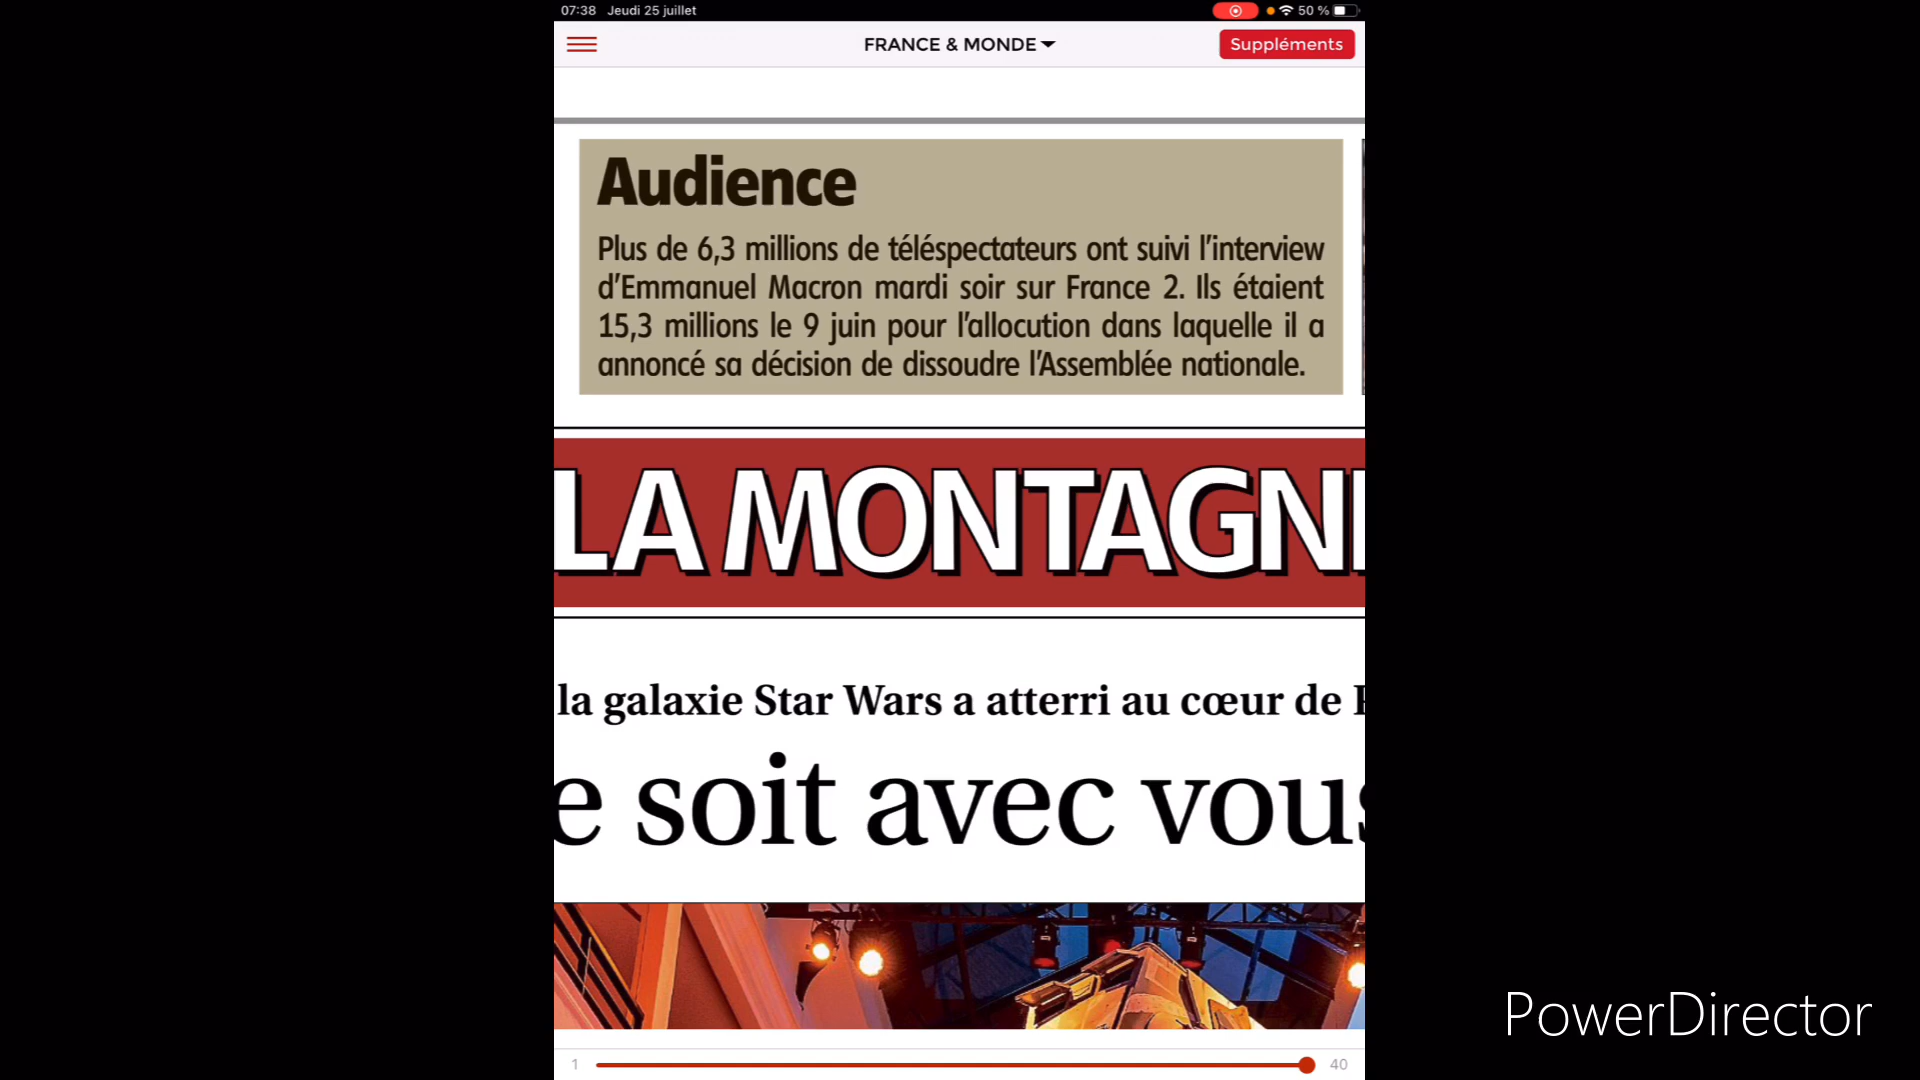 07:38 Jeudi 25 juillet
50 %
FRANCE & MONDE
Suppléments
Audience
Plus de 6,3 millions de téléspectateurs ont suivi l'interview
d'Emmanuel Macron mardi soir sur France 2. Ils étaient
15,3 millions le 9 juin pour l'allocution dans laquelle il a
annoncé sa décision de dissoudre l'Assemblée nationale.
LA MONTAGN
la galaxie Star Wars a atterri au cœur de
e soit avec vous
1 40
PowerDirector